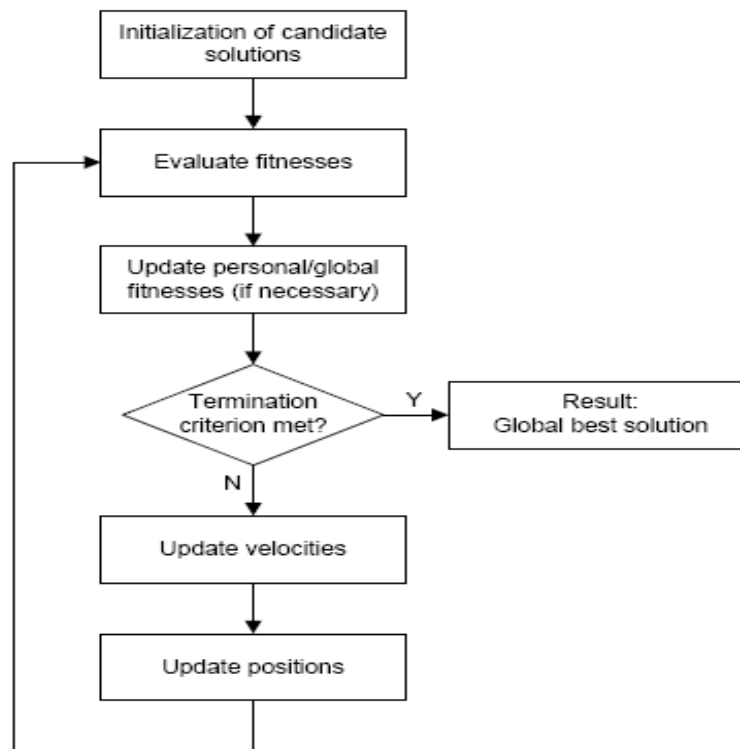 Initialization of candidate
solutions
Evaluate fitnesses
Update personal/global
fitnesses (if necessary)
Termination
criterion met?
Y
Result:
Global best solution
N
Update velocities
Update positions